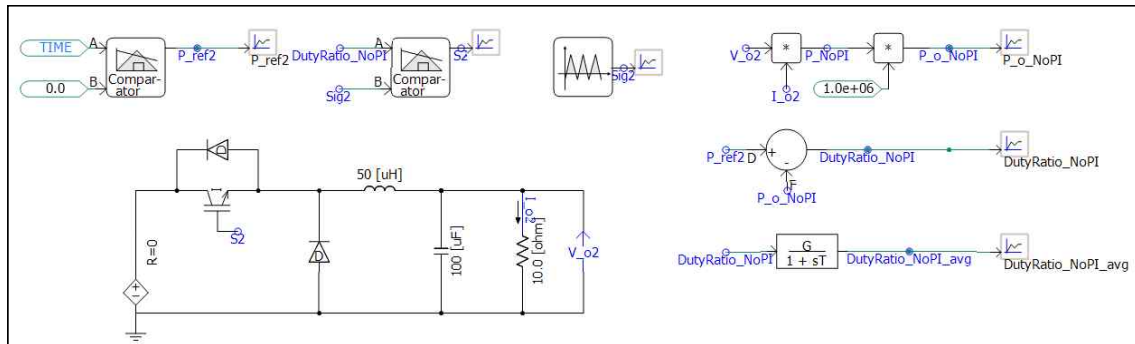 TIME
A
B
0.0
Compar-
ator
P_ref2
P_ref2
DutyRatio_NoPI
A
B
Sig2
Compar-
ator
S2
Sig2
V_o2
*
P_NoPI
*
P_o_NoPI
P_o_NoPI
I_o2
1.0e+06
P_ref2
D
+
-
F
P_o_NoPI
DutyRatio_NoPI
DutyRatio_NoPI
DutyRatio_NoPI
G
1 + sT
DutyRatio_NoPI_avg
DutyRatio_NoPI_avg
R=0
D
I
S2
D
50 [uH]
100 [uF]
I_o2
10.0 [ohm]
V_o2
+
-